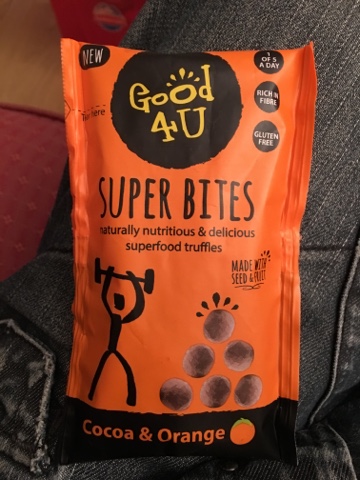 NEW
Good
4U
1
OF 5
A DAY
RICH IN
FIBRE
GLUTEN
FREE
here
SUPER BITES
naturally nutritious & delicious
superfood truffles
MADE WITH
SEED & FRUIT
Cocoa & Orange